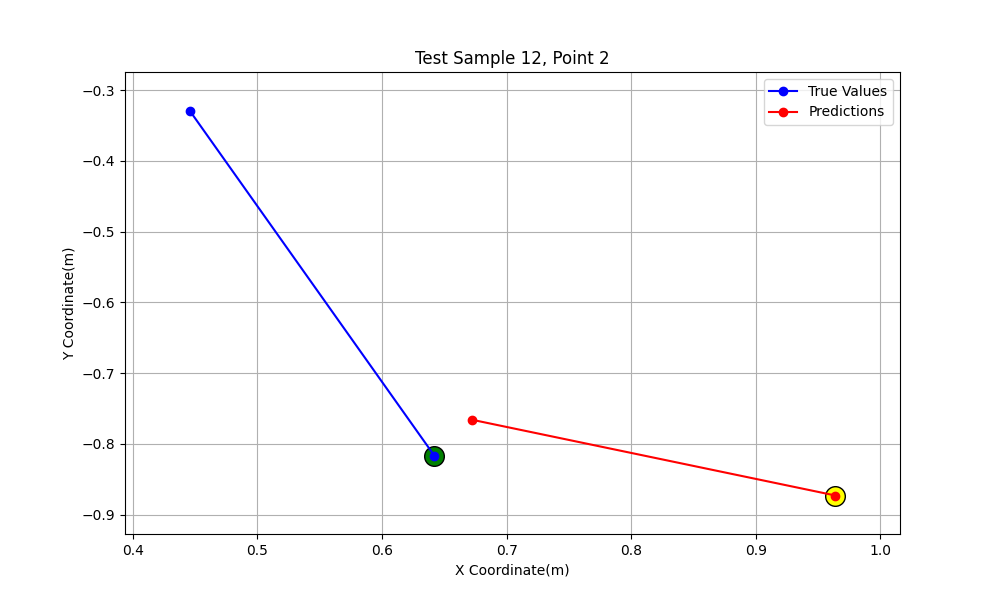 Test Sample 12, Point 2
True Values
Predictions
−0.3
−0.4
−0.5
−0.6
−0.7
−0.8
−0.9
Y Coordinate(m)
0.4 0.5 0.6 0.7 0.8 0.9 1.0
X Coordinate(m)